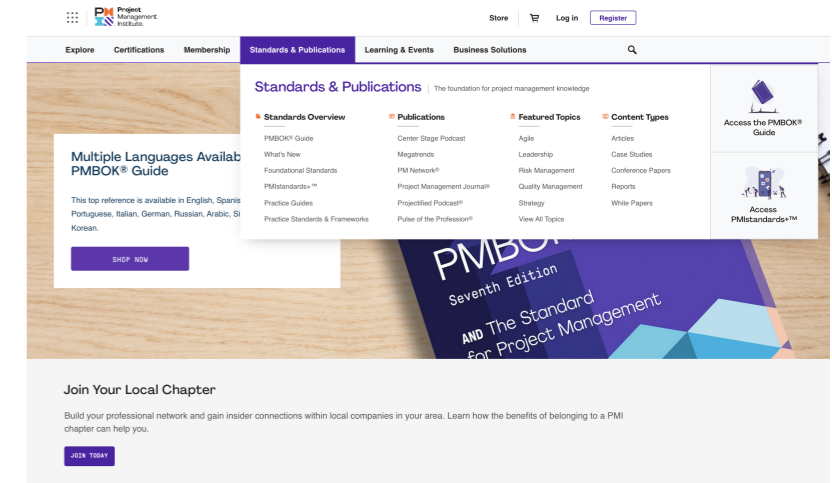 Project
Management
Institute.
Store
Log in
Register
Explore
Certifications
Membership
Standards & Publications
Learning & Events
Business Solutions
Standards & Publications
The foundation for project management knowledge
Standards Overview
PMBOK® Guide
What's New
Foundational Standards
PMIstandards+™
Practice Guides
Practice Standards & Frameworks
Publications
Center Stage Podcast
Megatrends
PM Network®
Project Management Journal®
Projectified Podcast®
Pulse of the Profession®
Featured Topics
Agile
Leadership
Risk Management
Quality Management
Strategy
View All Topics
Content Types
Articles
Case Studies
Conference Papers
Reports
White Papers
Access the PMBOK®
Guide
Access
PMIstandards+™
Multiple Languages Availab
PMBOK® Guide
This top reference is available in English, Spanis
Portuguese, Italian, German, Russian, Arabic, Si
Korean.
SHOP NOW
PMBOK
Seventh Edition
AND The Standard
for Project Management
Join Your Local Chapter
Build your professional network and gain insider connections within local companies in your area. Learn how the benefits of belonging to a PMI
chapter can help you.
JOIN TODAY